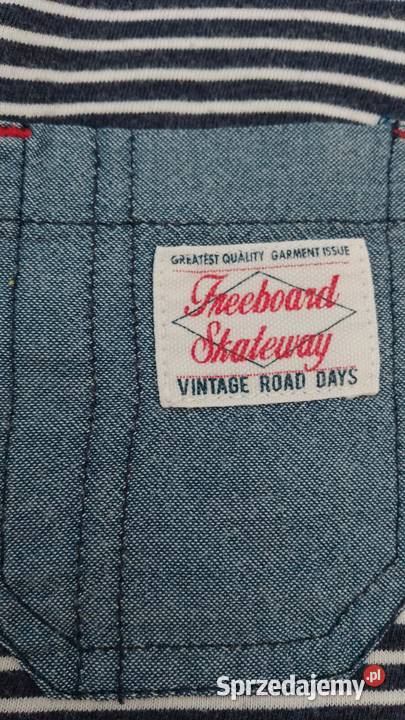 GREATEST QUALITY GARMENT ISSUE
Freeboard
Skateway
VINTAGE ROAD DAYS
Sprzedajemy.pl